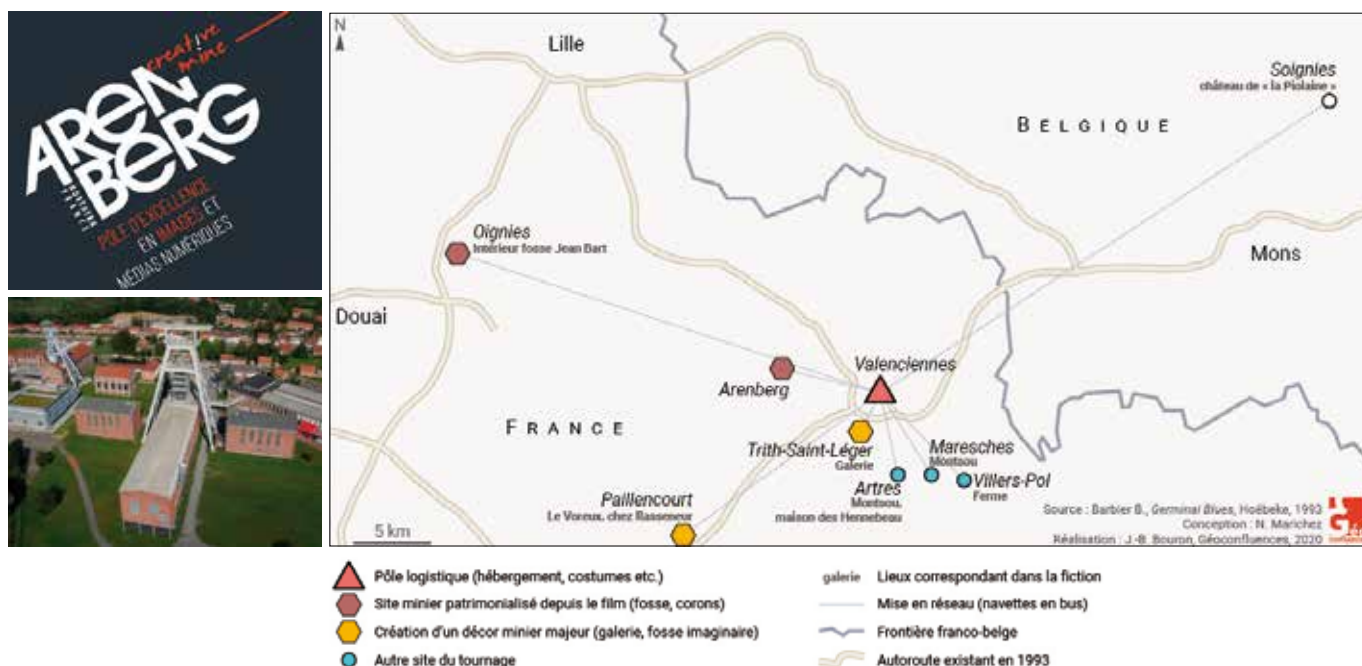 creative
mine
AREN
BERG
PÔLE D'EXCELLENCE
EN IMAGES ET
MÉDIAS NUMÉRIQUES
N
Lille
Soignies
château de « la Piolaine »
BELGIQUE
Oignies
Intérieur fosse Jean Bart
Mons
Douai
Valenciennes
Arenberg
FRANCE
Trith-Saint-Léger
Galerie
Maresches
Montsou
Villers-Pol
Ferme
Artres
Montsou,
maison des Hennebeau
Paillencourt
Le Voreux, chez Rasseneur
5 km
Source : Barbier B., Germinal Blves, Hoëbeke, 1993
Conception : N. Marichez
Réalisation : J.-B. Bouron, Géoconfluences, 2020
Pôle logistique (hébergement, costumes etc.)
Site minier patrimonialisé depuis le film (fosse, corons)
Création d'un décor minier majeur (galerie, fosse imaginaire)
Autre site du tournage
galerie Lieux correspondant dans la fiction
Mise en réseau (navettes en bus)
Frontière franco-belge
Autoroute existant en 1993